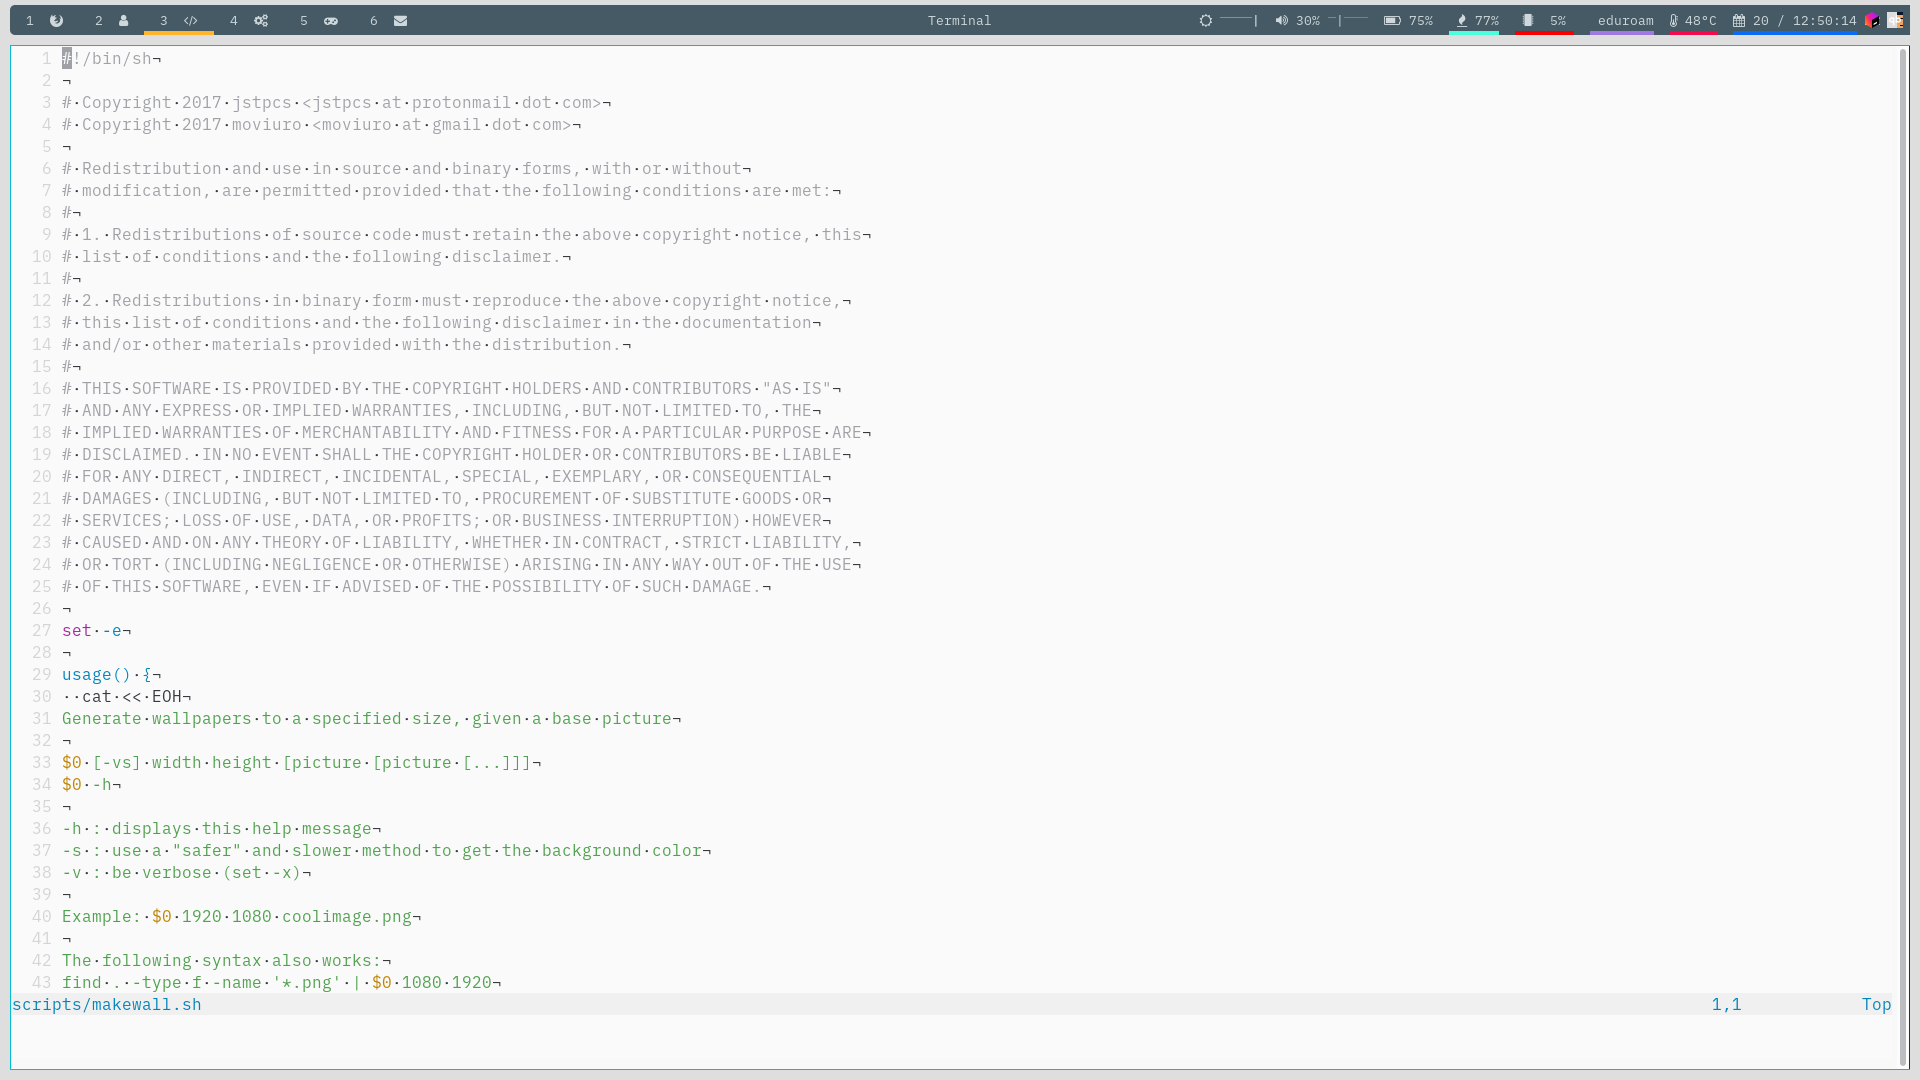 1 2 3 </> 4 5 6 Terminal 30% 75% 77% 5% eduroam 48°C 20 / 12:50:14
1 #!/bin/sh¬
2 ¬
3 #·Copyright·2017·jstpcs·<jstpcs·at·protonmail·dot·com>¬
4 #·Copyright·2017·moviuro·<moviuro·at·gmail·dot·com>¬
5 ¬
6 #·Redistribution·and·use·in·source·and·binary·forms,·with·or·without¬
7 #·modification,·are·permitted·provided·that·the·following·conditions·are·met:¬
8 #¬
9 #·1.·Redistributions·of·source·code·must·retain·the·above·copyright·notice,·this¬
10 #·list·of·conditions·and·the·following·disclaimer.¬
11 #¬
12 #·2.·Redistributions·in·binary·form·must·reproduce·the·above·copyright·notice,¬
13 #·this·list·of·conditions·and·the·following·disclaimer·in·the·documentation¬
14 #·and/or·other·materials·provided·with·the·distribution.¬
15 #¬
16 #·THIS·SOFTWARE·IS·PROVIDED·BY·THE·COPYRIGHT·HOLDERS·AND·CONTRIBUTORS·"AS·IS"¬
17 #·AND·ANY·EXPRESS·OR·IMPLIED·WARRANTIES,·INCLUDING,·BUT·NOT·LIMITED·TO,·THE¬
18 #·IMPLIED·WARRANTIES·OF·MERCHANTABILITY·AND·FITNESS·FOR·A·PARTICULAR·PURPOSE·ARE¬
19 #·DISCLAIMED.·IN·NO·EVENT·SHALL·THE·COPYRIGHT·HOLDER·OR·CONTRIBUTORS·BE·LIABLE¬
20 #·FOR·ANY·DIRECT,·INDIRECT,·INCIDENTAL,·SPECIAL,·EXEMPLARY,·OR·CONSEQUENTIAL¬
21 #·DAMAGES·(INCLUDING,·BUT·NOT·LIMITED·TO,·PROCUREMENT·OF·SUBSTITUTE·GOODS·OR¬
22 #·SERVICES;·LOSS·OF·USE,·DATA,·OR·PROFITS;·OR·BUSINESS·INTERRUPTION)·HOWEVER¬
23 #·CAUSED·AND·ON·ANY·THEORY·OF·LIABILITY,·WHETHER·IN·CONTRACT,·STRICT·LIABILITY,¬
24 #·OR·TORT·(INCLUDING·NEGLIGENCE·OR·OTHERWISE)·ARISING·IN·ANY·WAY·OUT·OF·THE·USE¬
25 #·OF·THIS·SOFTWARE,·EVEN·IF·ADVISED·OF·THE·POSSIBILITY·OF·SUCH·DAMAGE.¬
26 ¬
27 set·-e¬
28 ¬
29 usage()·{¬
30 ··cat·<<·EOH¬
31 Generate·wallpapers·to·a·specified·size,·given·a·base·picture¬
32 ¬
33 $0·[-vs]·width·height·[picture·[picture·[...]]]¬
34 $0·-h¬
35 ¬
36 -h·:·displays·this·help·message¬
37 -s·:·use·a·"safer"·and·slower·method·to·get·the·background·color¬
38 -v·:·be·verbose·(set·-x)¬
39 ¬
40 Example:·$0·1920·1080·coolimage.png¬
41 ¬
42 The·following·syntax·also·works:¬
43 find·.·-type·f·-name·'*.png'·|·$0·1080·1920¬
scripts/makewall.sh 1,1 Top